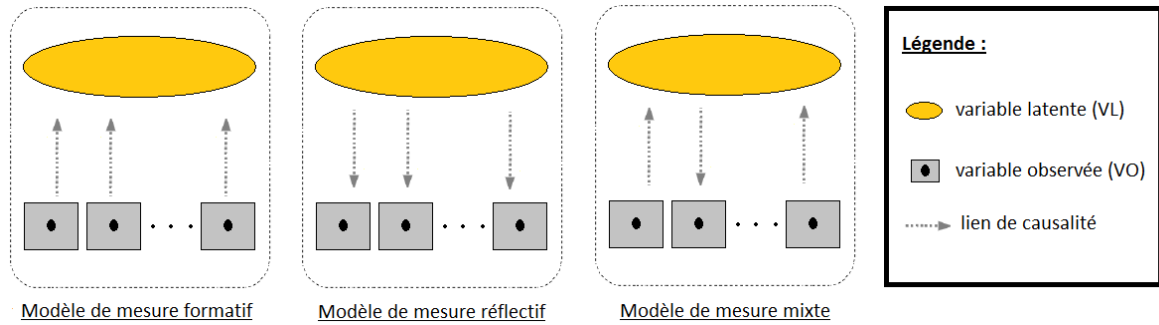 Légende :
variable latente (VL)
variable observée (VO)
lien de causalité
Modèle de mesure formatif
Modèle de mesure réflectif
Modèle de mesure mixte